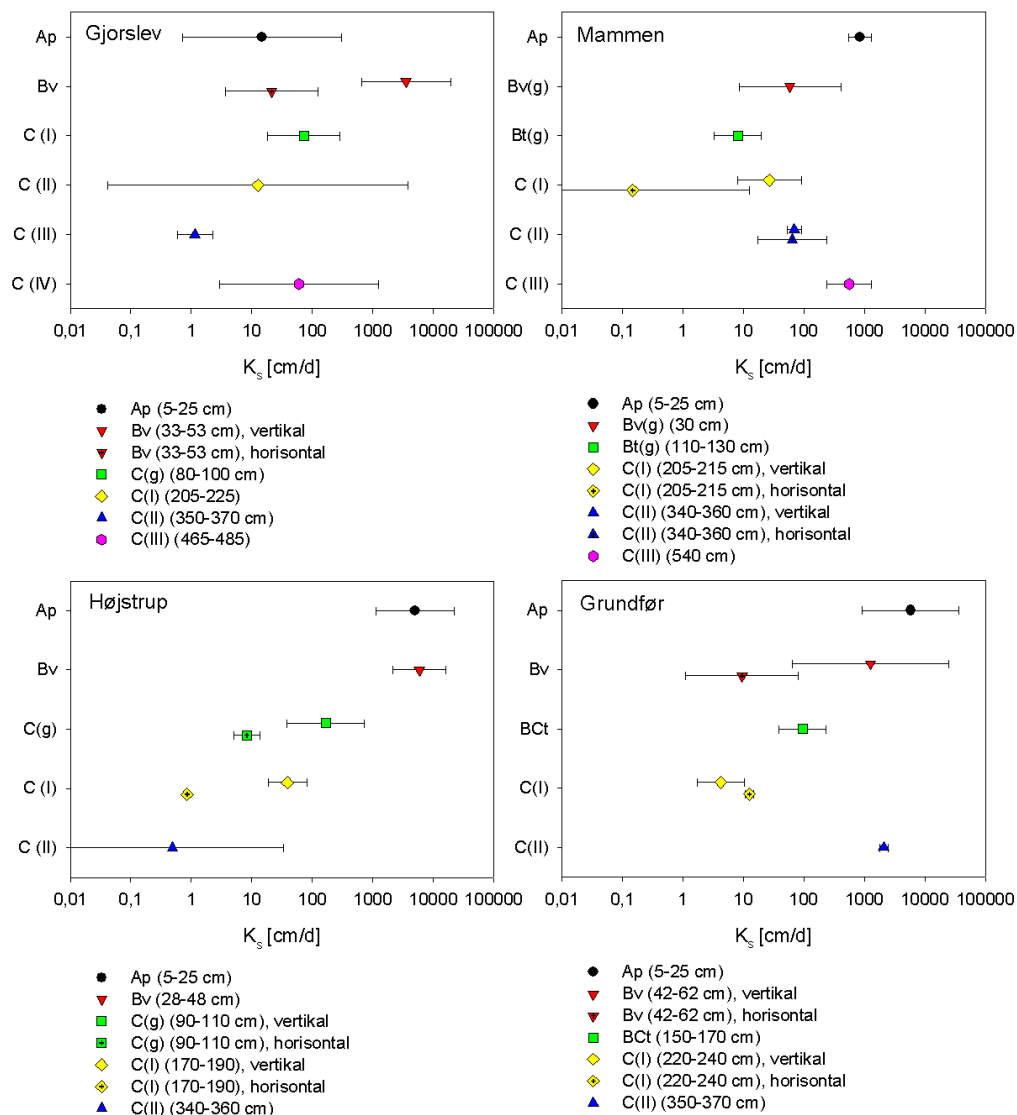 Gjorslev
Ap
Bv
C (I)
C (II)
C (III)
C (IV)
0,01 0,1 1 10 100 1000 10000 100000
Ks [cm/d]
Ap (5-25 cm)
Bv (33-53 cm), vertikal
Bv (33-53 cm), horisontal
C(g) (80-100 cm)
C(I) (205-225)
C(II) (350-370 cm)
C(III) (465-485)
Mammen
Ap
Bv(g)
Bt(g)
C (I)
C (II)
C (III)
0,01 0,1 1 10 100 1000 10000 100000
Ks [cm/d]
Ap (5-25 cm)
Bv(g) (30 cm)
Bt(g) (110-130 cm)
C(I) (205-215 cm), vertikal
C(I) (205-215 cm), horisontal
C(II) (340-360 cm), vertikal
C(II) (340-360 cm), horisontal
C(III) (540 cm)
Højstrup
Ap
Bv
C(g)
C (I)
C (II)
0,01 0,1 1 10 100 1000 10000 100000
Ks [cm/d]
Ap (5-25 cm)
Bv (28-48 cm)
C(g) (90-110 cm), vertikal
C(g) (90-110 cm), horisontal
C(I) (170-190), vertikal
C(I) (170-190), horisontal
C(II) (340-360 cm)
Grundfør
Ap
Bv
BCt
C(I)
C(II)
0,01 0,1 1 10 100 1000 10000 100000
Ks [cm/d]
Ap (5-25 cm)
Bv (42-62 cm), vertikal
Bv (42-62 cm), horisontal
BCt (150-170 cm)
C(I) (220-240 cm), vertikal
C(I) (220-240 cm), horisontal
C(II) (350-370 cm)